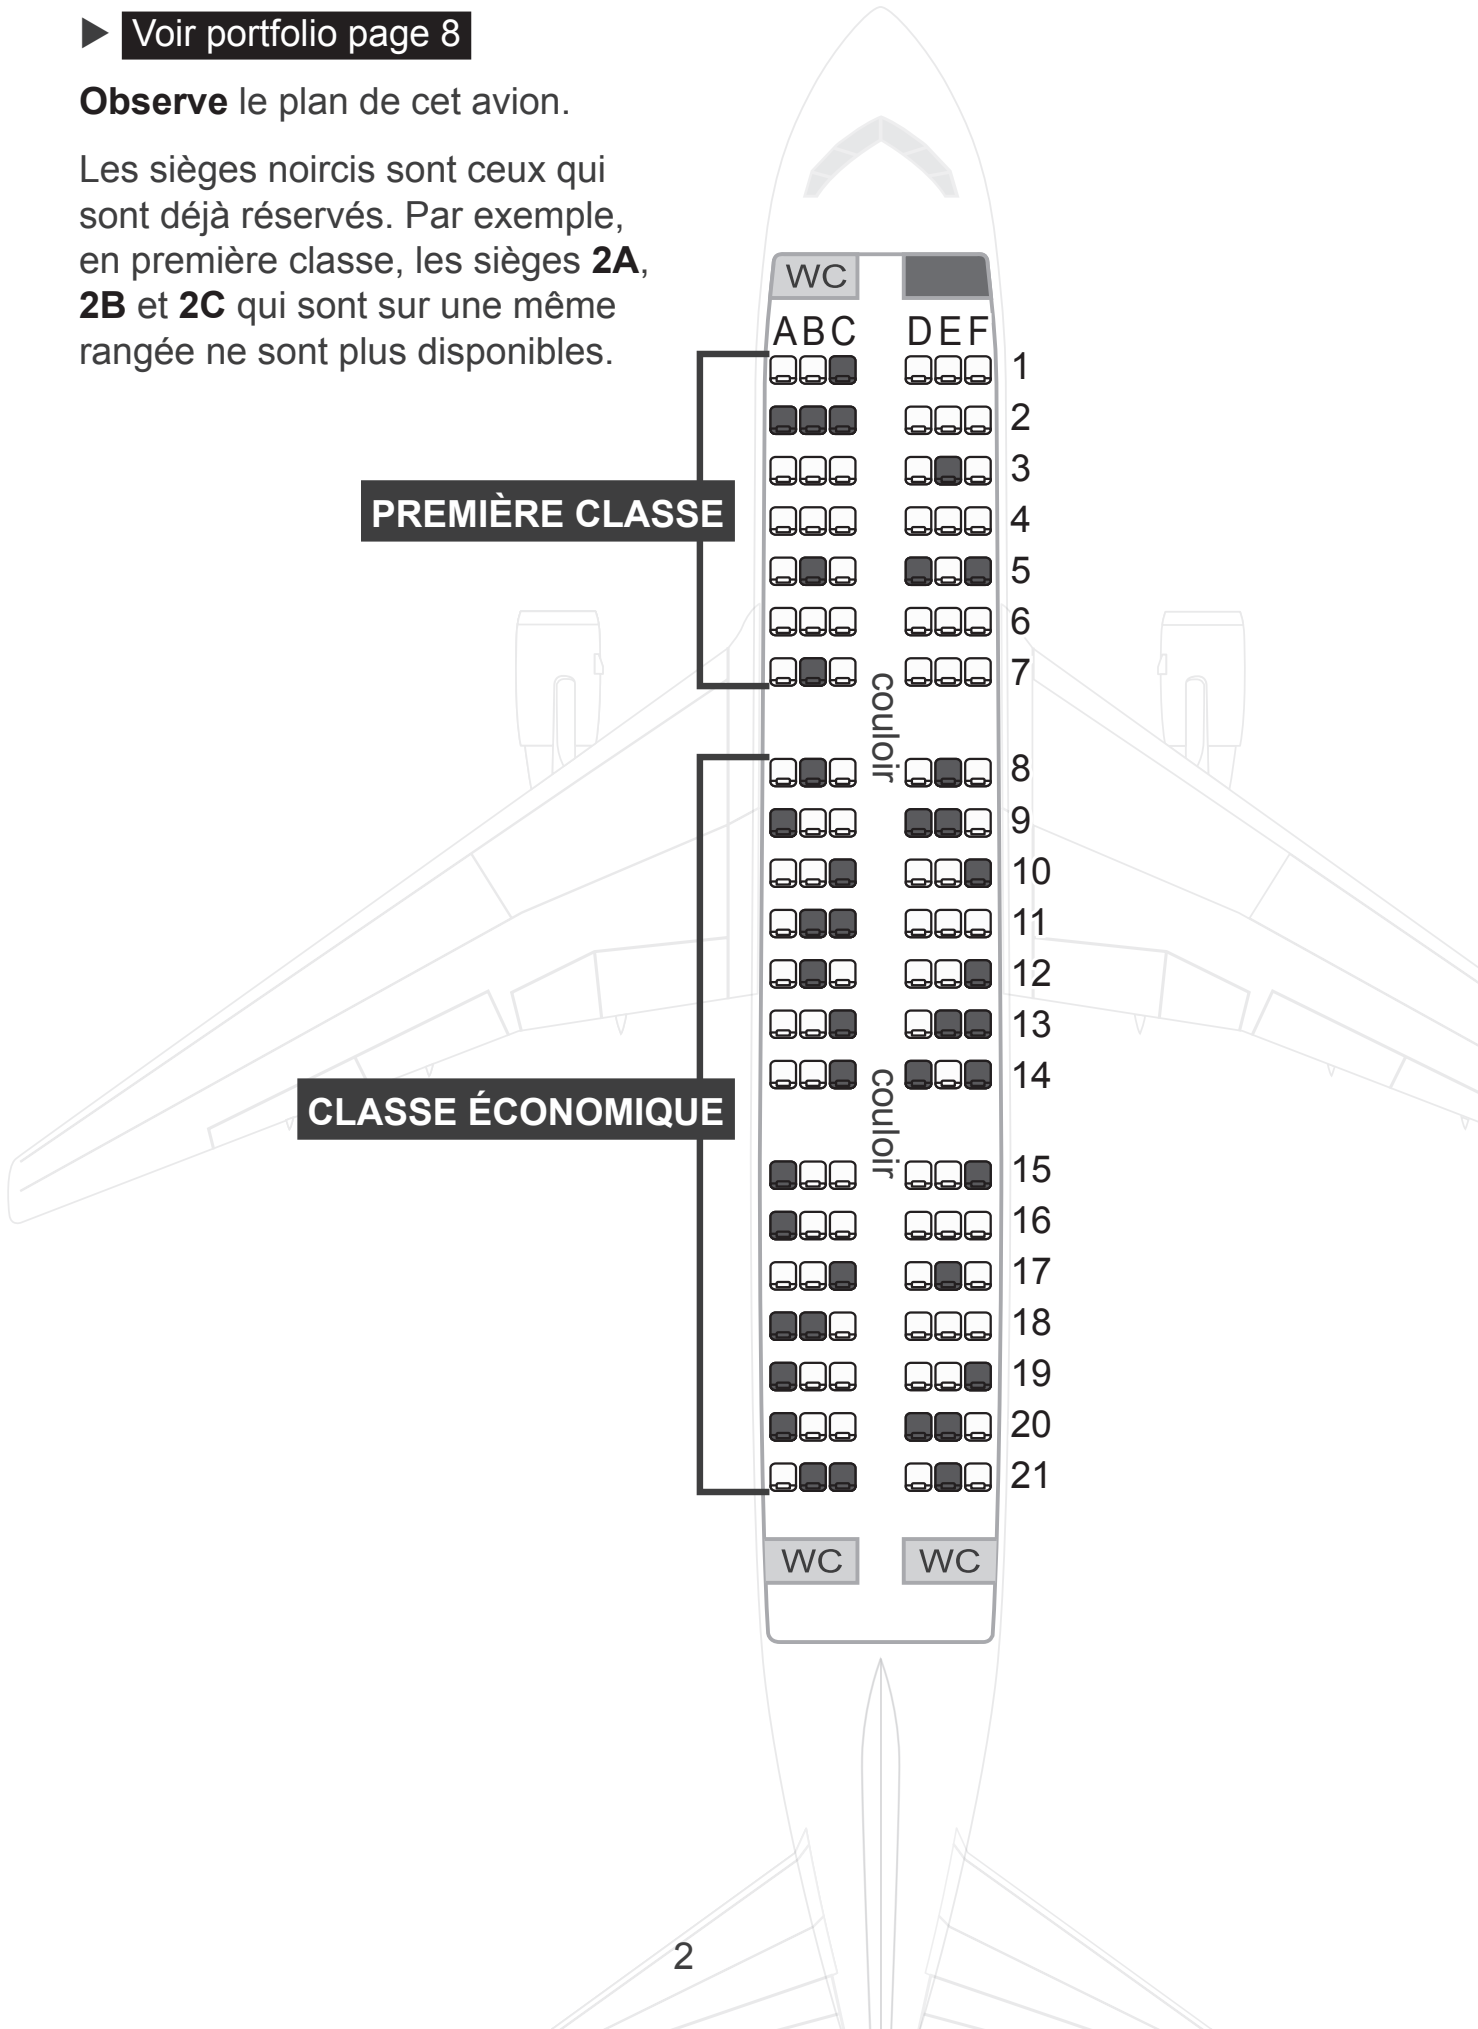 Voir portfolio page 8
Observe le plan de cet avion.
Les sièges noircis sont ceux qui
sont déjà réservés. Par exemple,
en première classe, les sièges 2A,
2B et 2C qui sont sur une même
rangée ne sont plus disponibles.
WC
A B C D E F
1
2
3
PREMIÈRE CLASSE
4
5
6
7
couloir
8
9
10
11
12
13
14
CLASSE ÉCONOMIQUE
couloir
15
16
17
18
19
20
21
WC WC
2